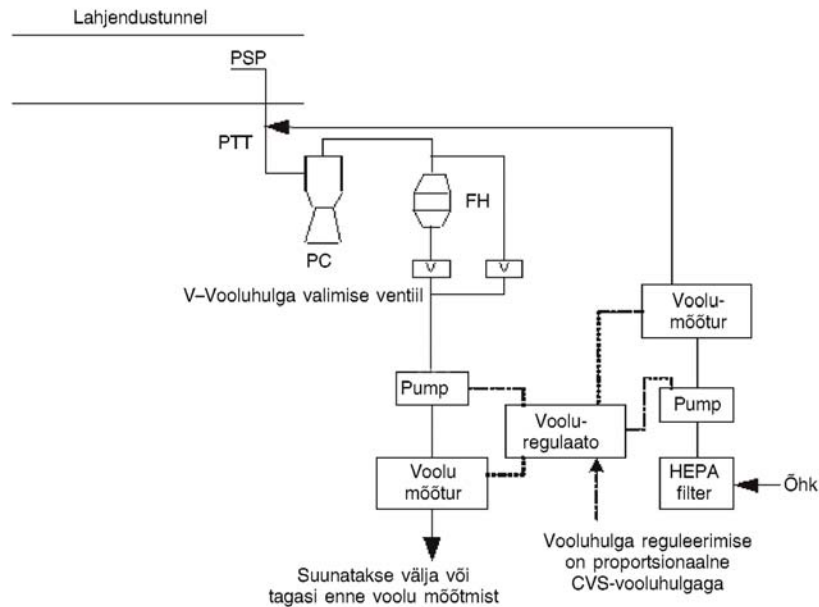 Lahjendustunnel
PSP
PTT
FH
PC
V
V
V–Vooluhulga valimise ventiil
Voolu-
mõõtur
Pump
Pump
Voolu-
regulaato
Voolu
mõõtur
HEPA
filter
Õhk
Suunatakse välja või
tagasi enne voolu mõõtmist
Vooluhulga reguleerimise
on proportsionaalne
CVS-vooluhulgaga